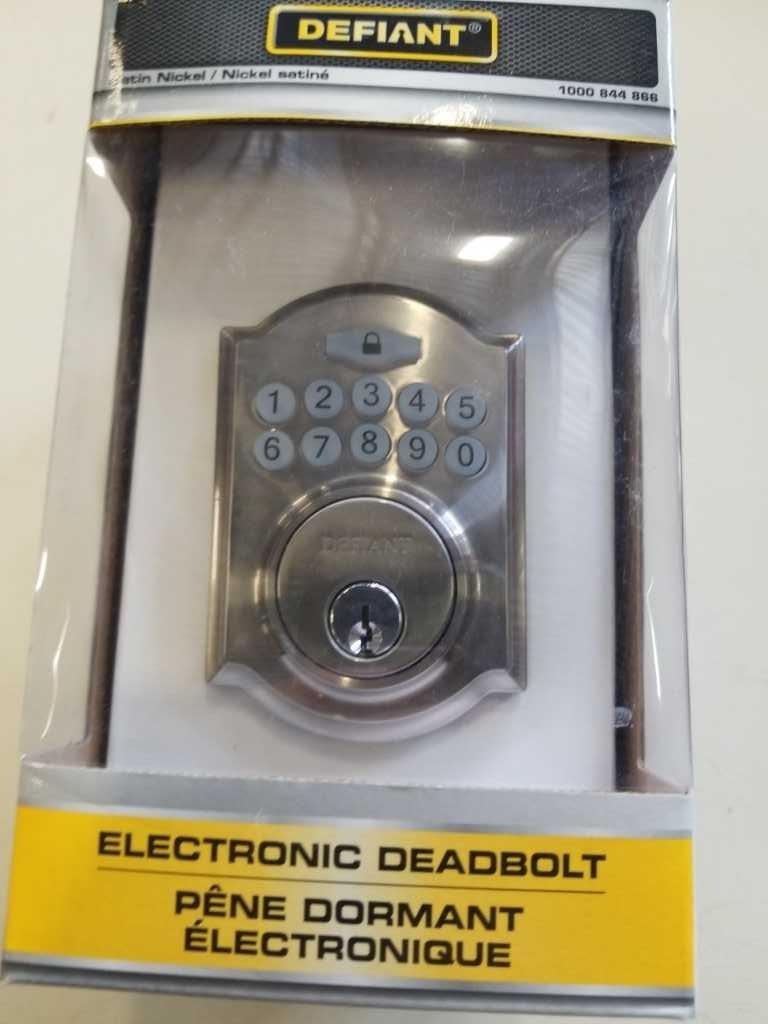 DEFIANT®
Satin Nickel / Nickel satiné
1000 844 866
1 2 3 4 5
6 7 8 9 0
DEFIANT
ELECTRONIC DEADBOLT
PÊNE DORMANT
ÉLECTRONIQUE